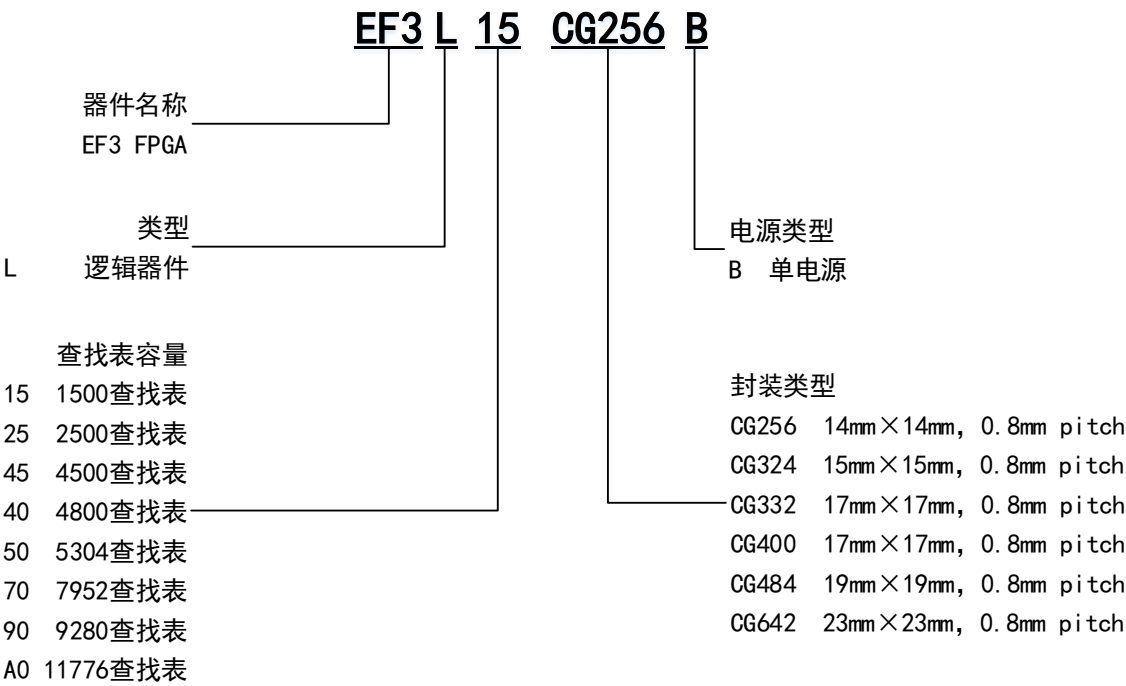 EF3 L 15 CG256 B
器件名称
EF3 FPGA
类型
L 逻辑器件
查找表容量
15 1500查找表
25 2500查找表
45 4500查找表
40 4800查找表
50 5304查找表
70 7952查找表
90 9280查找表
A0 11776查找表
电源类型
B 单电源
封装类型
CG256 14mm×14mm, 0.8mm pitch
CG324 15mm×15mm, 0.8mm pitch
CG332 17mm×17mm, 0.8mm pitch
CG400 17mm×17mm, 0.8mm pitch
CG484 19mm×19mm, 0.8mm pitch
CG642 23mm×23mm, 0.8mm pitch